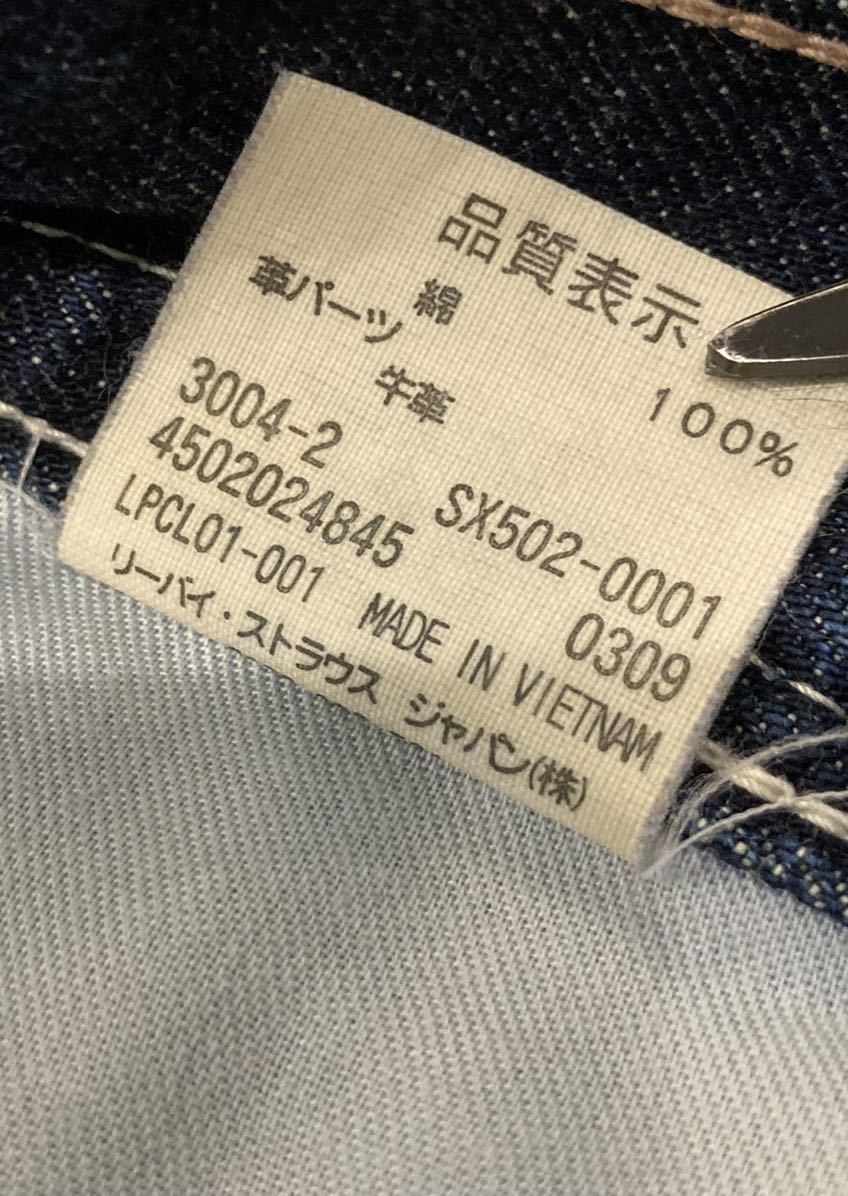 品質表示
綿 100%
革パーツ
牛革
3004-2 SX502-0001
4502024845 0309
LPCL01-001 MADE IN VIETNAM
リーバイ・ストラウス ジャパン(株)